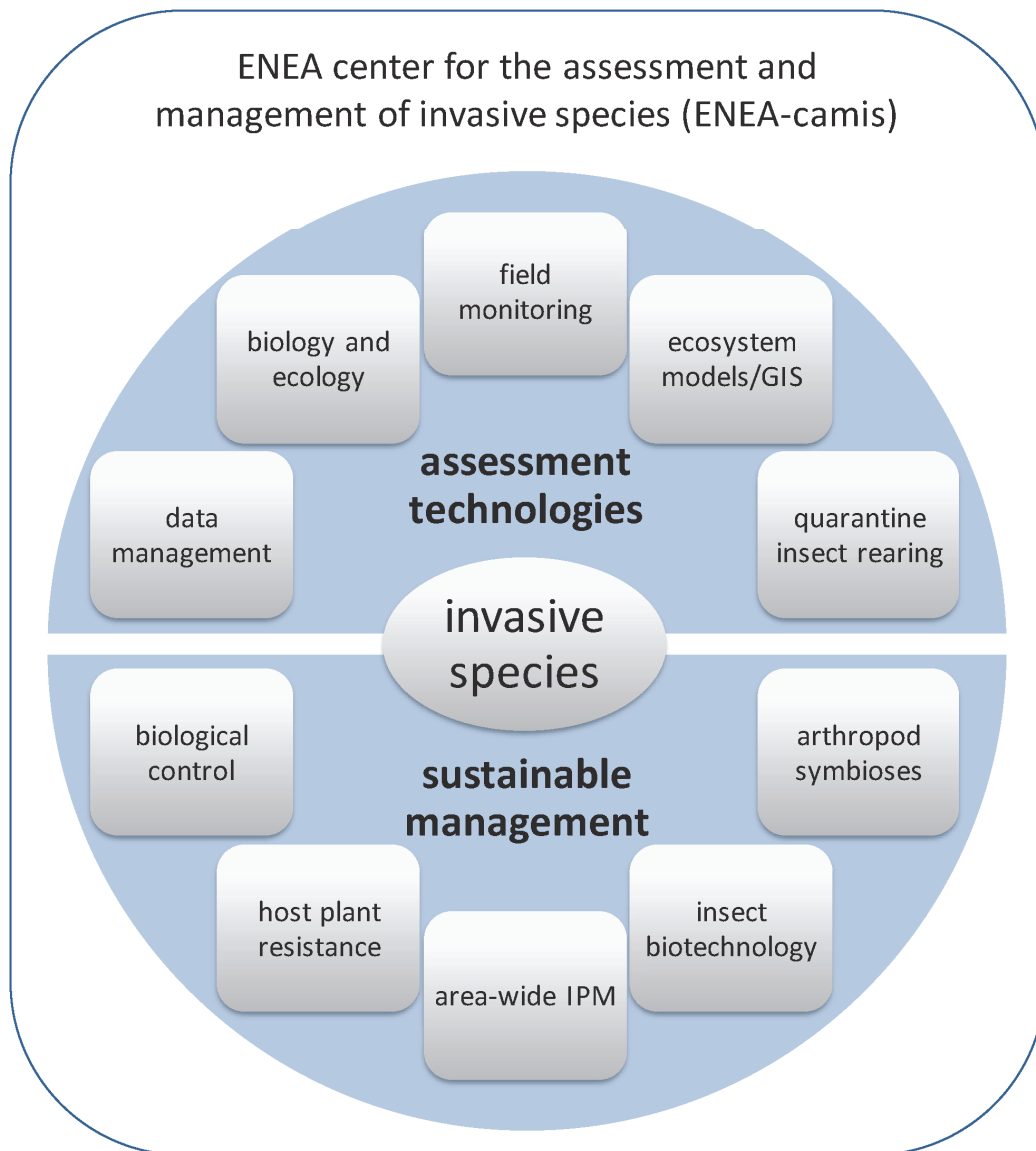 ENEA center for the assessment and
management of invasive species (ENEA-camis)
field
monitoring
biology and
ecology
ecosystem
models/GIS
assessment
technologies
data
management
quarantine
insect rearing
invasive
species
biological
control
arthropod
symbioses
sustainable
management
host plant
resistance
insect
biotechnology
area-wide IPM